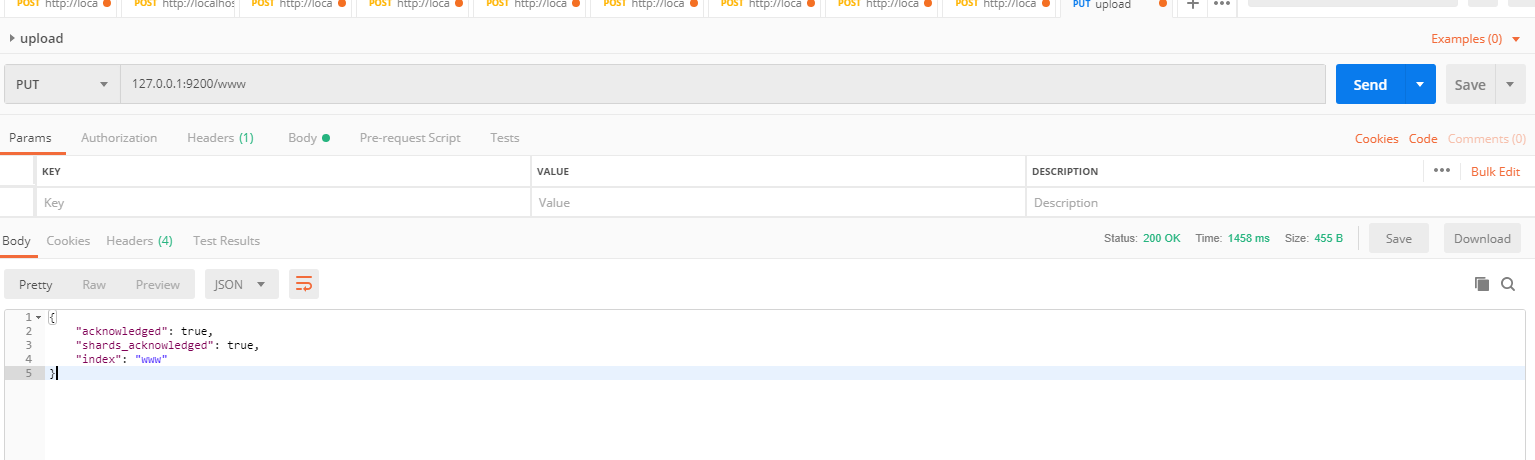 POST http://loca POST http://localhos POST http://loca POST http://loca POST http://loca POST http://loca POST http://loca POST http://loca POST http://loca PUT upload
upload Examples (0)
PUT 127.0.0.1:9200/www Send Save
Params Authorization Headers (1) Body Pre-request Script Tests Cookies Code Comments (0)
KEY VALUE DESCRIPTION Bulk Edit
Key Value Description
Body Cookies Headers (4) Test Results Status: 200 OK Time: 1458 ms Size: 455 B Save Download
Pretty Raw Preview JSON
1 {
2 "acknowledged": true,
3 "shards_acknowledged": true,
4 "index": "www"
5 }